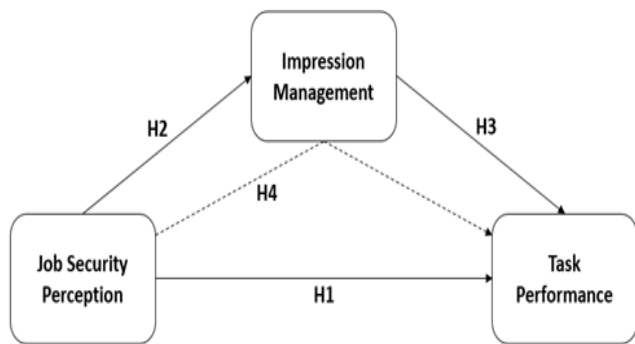 Impression
Management
H2
H3
H4
Job Security
Perception
H1
Task
Performance